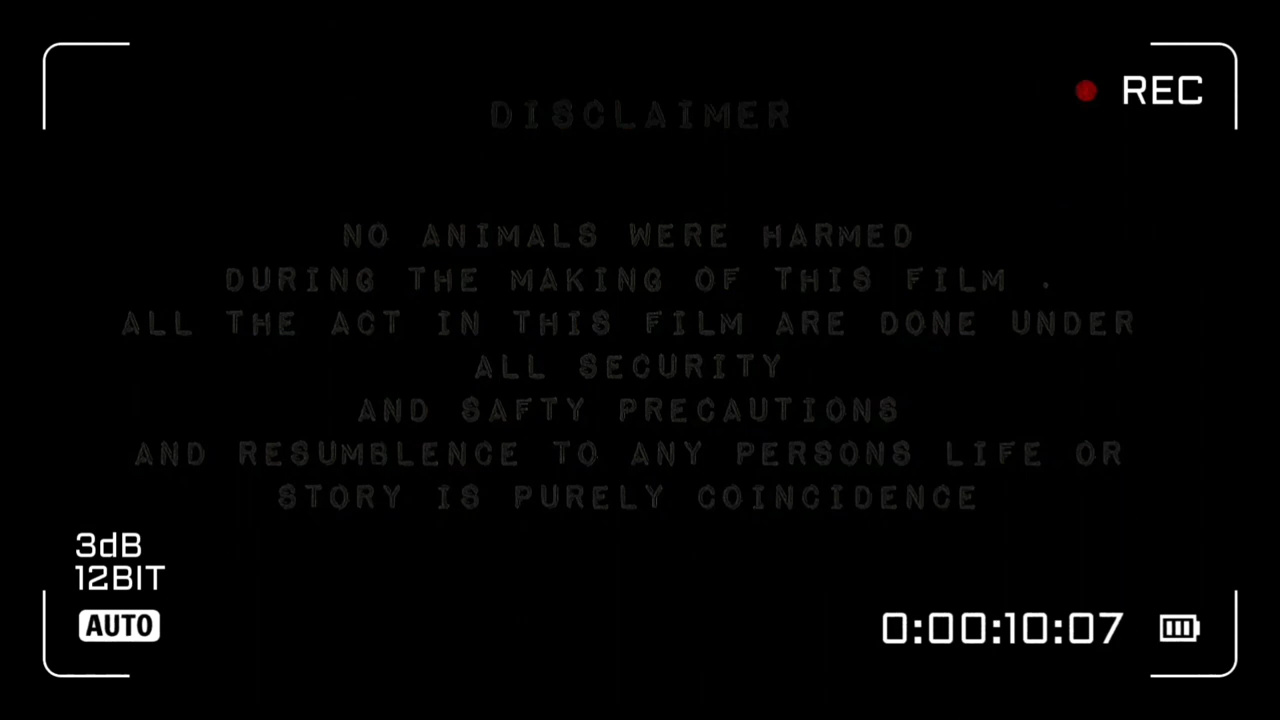 REC
DISCLAIMER
NO ANIMALS WERE HARMED
DURING THE MAKING OF THIS FILM .
ALL THE ACT IN THIS FILM ARE DONE UNDER
ALL SECURITY
AND SAFTY PRECAUTIONS
AND RESUMBLENCE TO ANY PERSONS LIFE OR
STORY IS PURELY COINCIDENCE
3dB
12BIT
AUTO
0:00:10:07